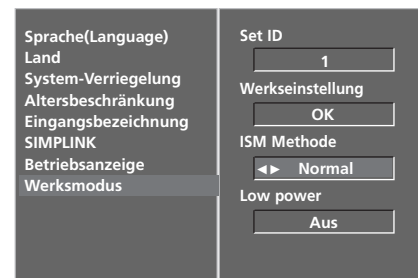 Sprache(Language)
Land
System-Verriegelung
Altersbeschränkung
Eingangsbezeichnung
SIMPLINK
Betriebsanzeige
Werksmodus
Set ID
1
Werkseinstellung
OK
ISM Methode
◄► Normal
Low power
Aus